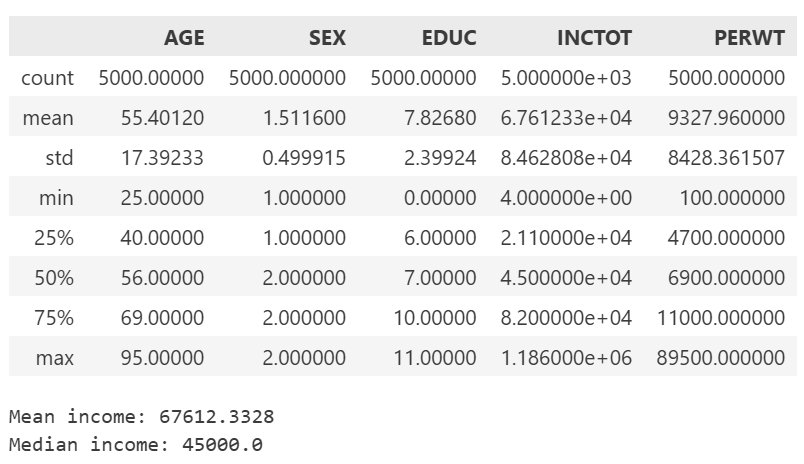 AGE SEX EDUC INCTOT PERWT
count 5000.00000 5000.000000 5000.00000 5.000000e+03 5000.000000
mean 55.40120 1.511600 7.82680 6.761233e+04 9327.960000
std 17.39233 0.499915 2.39924 8.462808e+04 8428.361507
min 25.00000 1.000000 0.00000 4.000000e+00 100.000000
25% 40.00000 1.000000 6.00000 2.110000e+04 4700.000000
50% 56.00000 2.000000 7.00000 4.500000e+04 6900.000000
75% 69.00000 2.000000 10.00000 8.200000e+04 11000.000000
max 95.00000 2.000000 11.00000 1.186000e+06 89500.000000
Mean income: 67612.3328
Median income: 45000.0